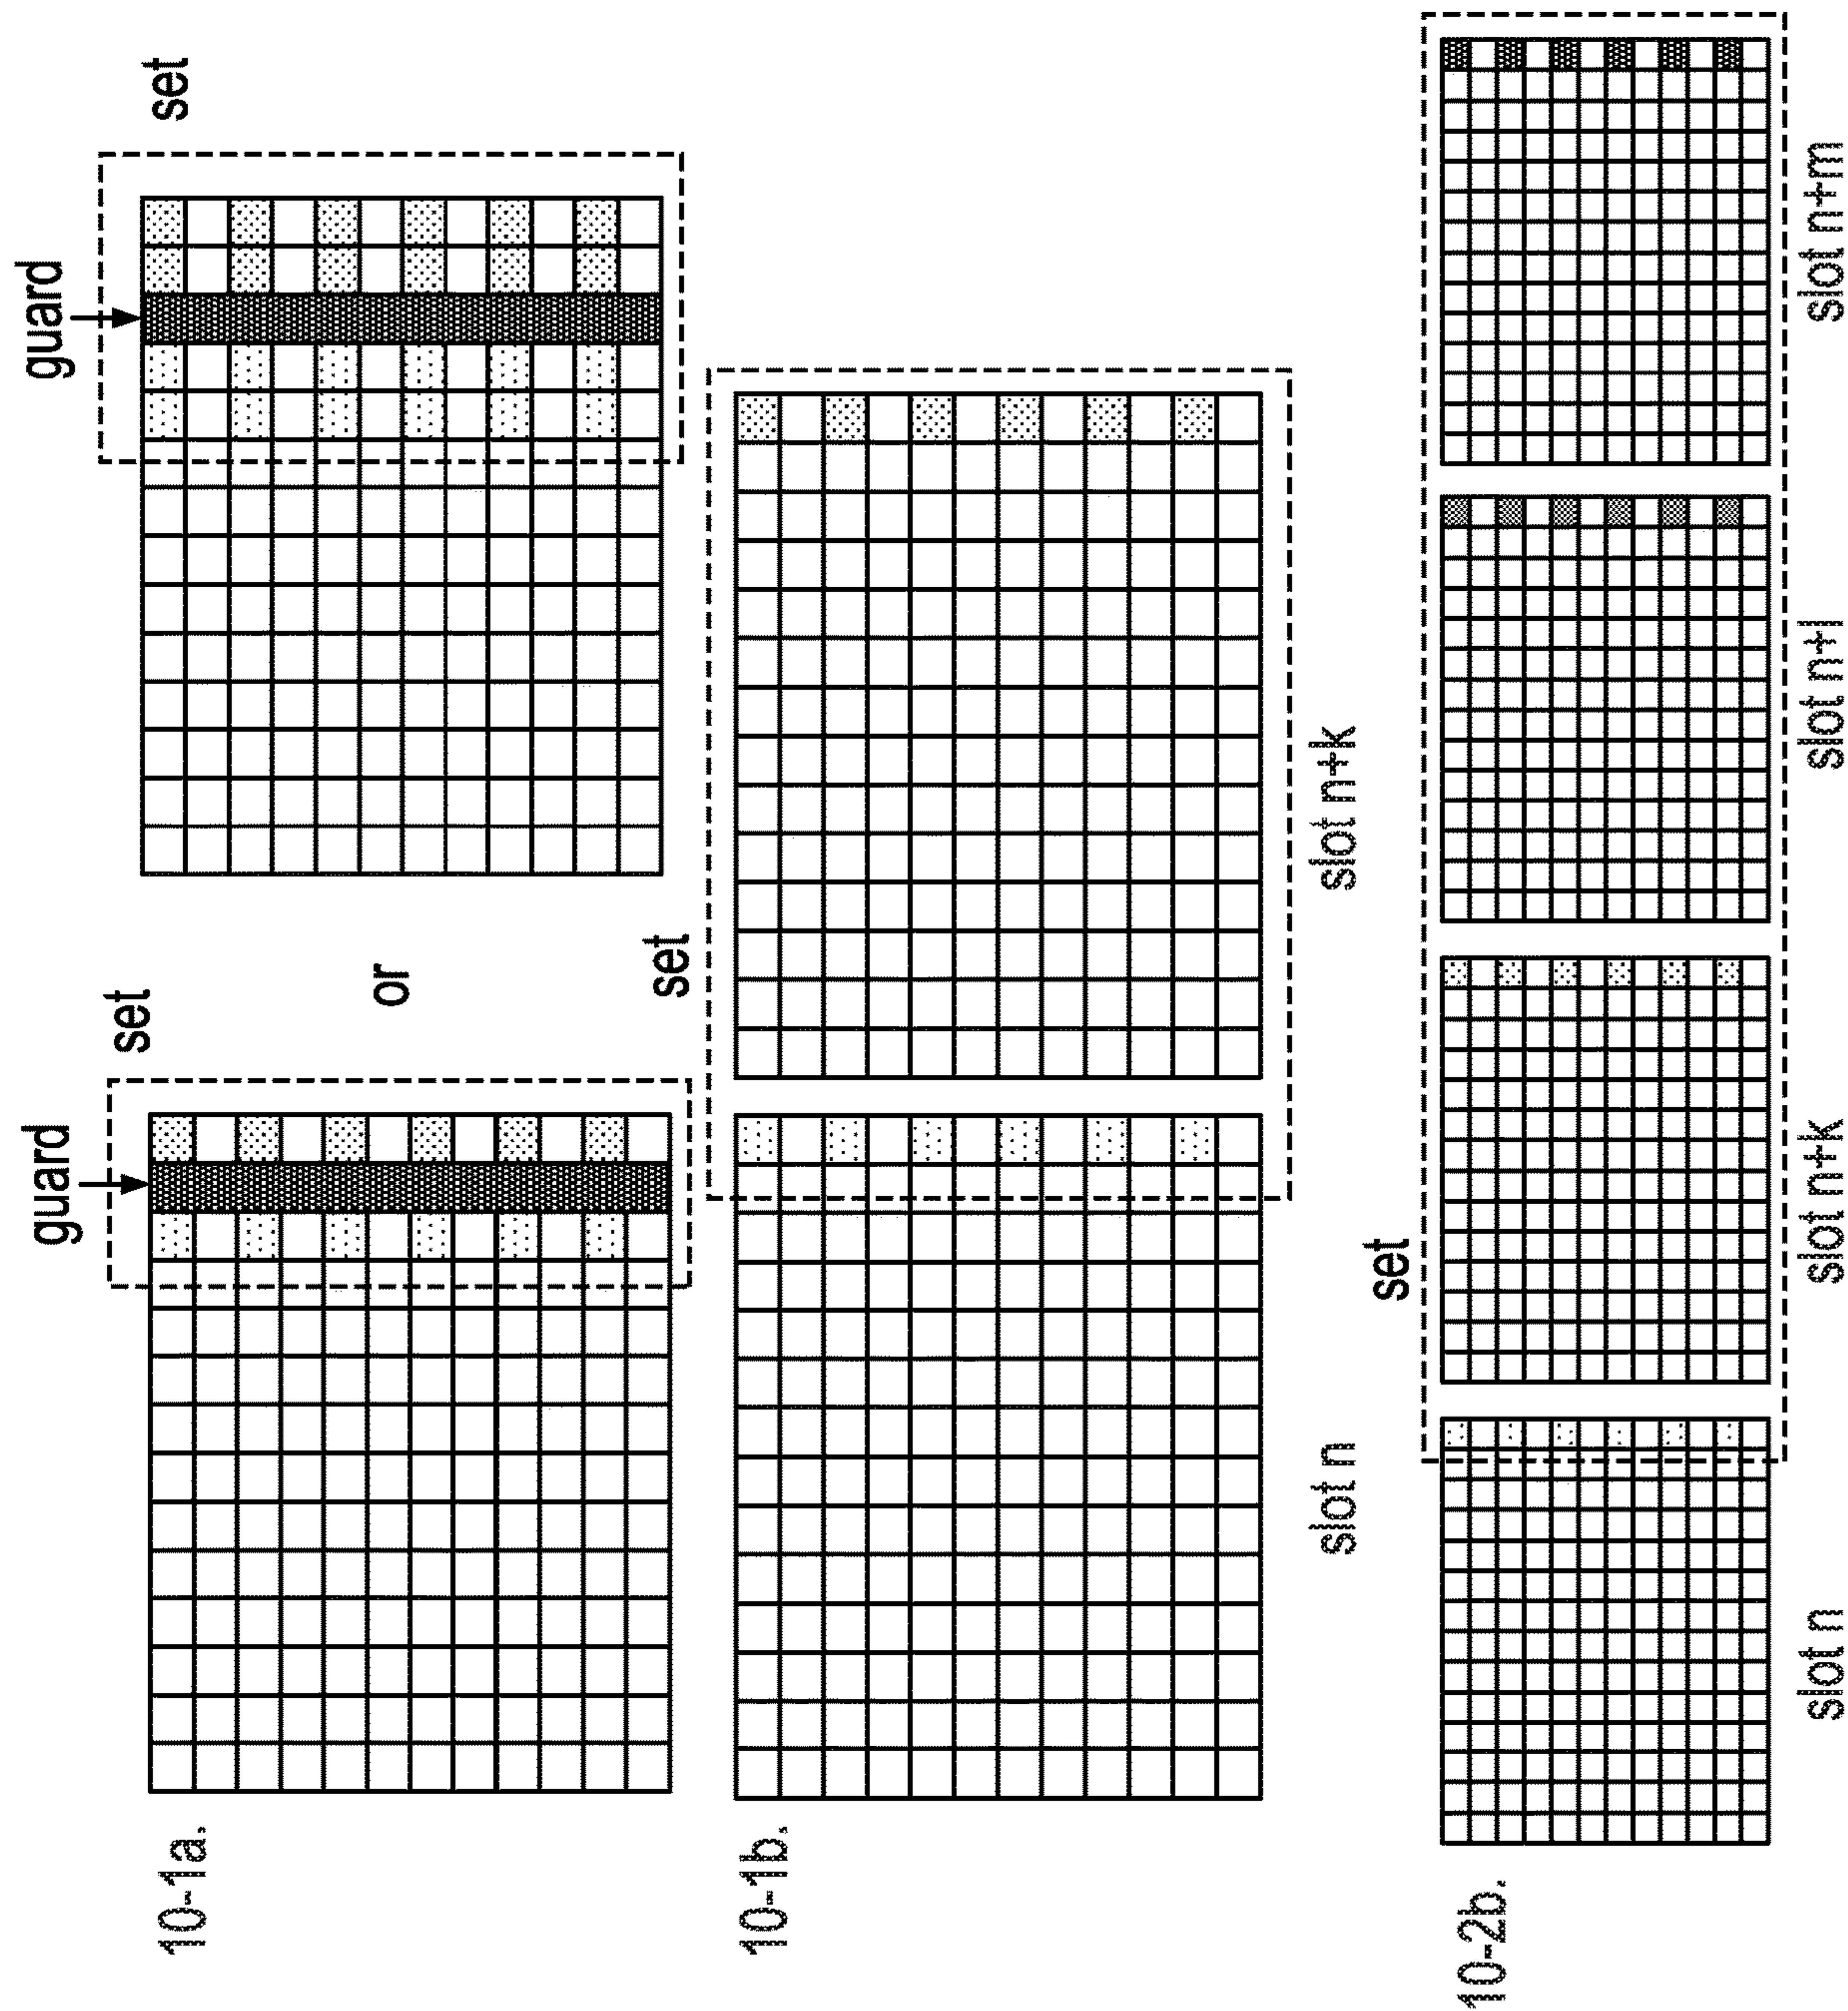 guard
guard
set
set
10-1a.
or
set
10-1b.
slot n
slot n+k
set
10-2b.
slot n
slot n+k
slot n+l
slot n+m